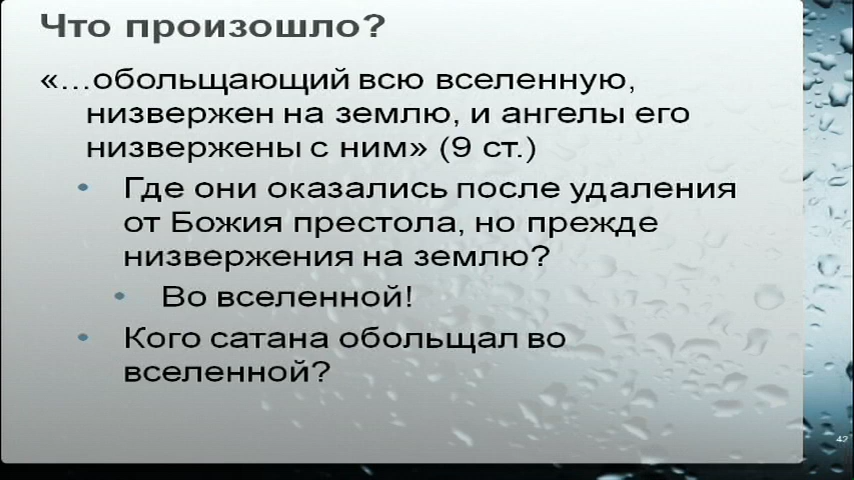 Что произошло?
«…обольщающий всю вселенную,
низвержен на землю, и ангелы его
низвержены с ним» (9 ст.)
• Где они оказались после удаления
от Божия престола, но прежде
низвержения на землю?
• Во вселенной!
• Кого сатана обольщал во
вселенной?
42